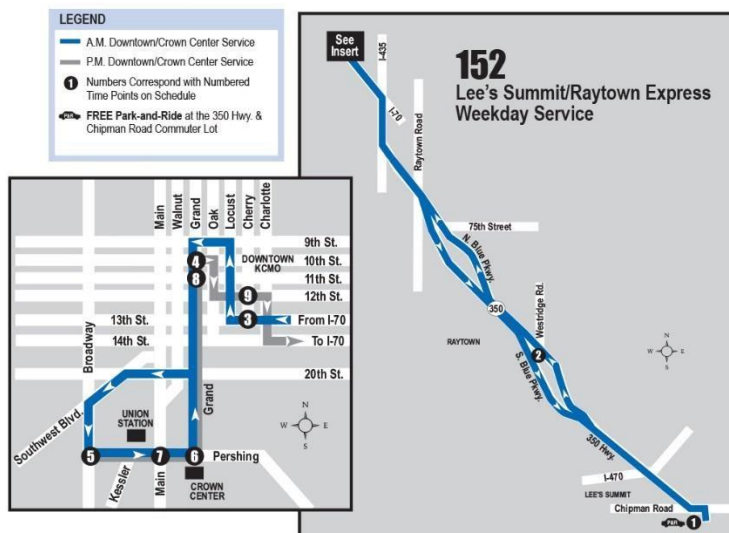 LEGEND
A.M. Downtown/Crown Center Service
P.M. Downtown/Crown Center Service
1 Numbers Correspond with Numbered
Time Points on Schedule
P&R FREE Park-and-Ride at the 350 Hwy. &
Chipman Road Commuter Lot
See
Insert
I-435
I-70
Raytown Road
152
Lee's Summit/Raytown Express
Weekday Service
75th Street
N. Blue Pkwy.
350
Westridge Rd.
RAYTOWN
2
S. Blue Pkwy.
N
W E
S
350 Hwy.
I-470
LEE'S SUMMIT
Chipman Road
P&R 1
Main
Walnut
Grand
Oak
Locust
Cherry
Charlotte
9th St.
DOWNTOWN
KCMO
4
10th St.
8
11th St.
9
12th St.
13th St.
3
From I-70
14th St.
To I-70
Broadway
20th St.
Southwest Blvd.
Grand
UNION
STATION
N
W E
S
5
7
6
Pershing
Kessler
Main
CROWN
CENTER